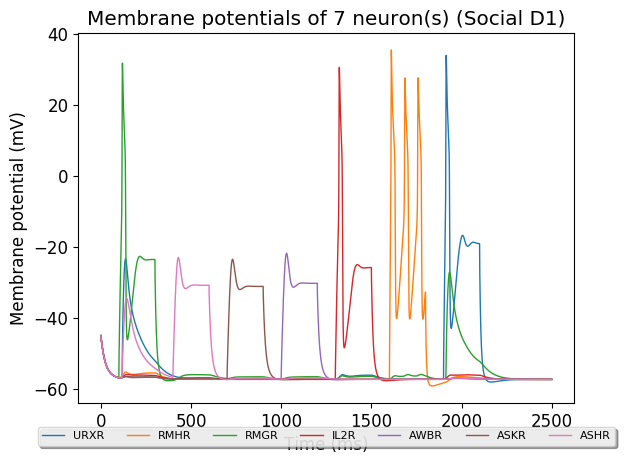 Membrane potentials of 7 neuron(s) (Social D1)
Membrane potential (mV)
40
20
0
−20
−40
−60
0 500 1000 1500 2000 2500
Time (ms)
URXR RMHR RMGR IL2R AWBR ASKR ASHR